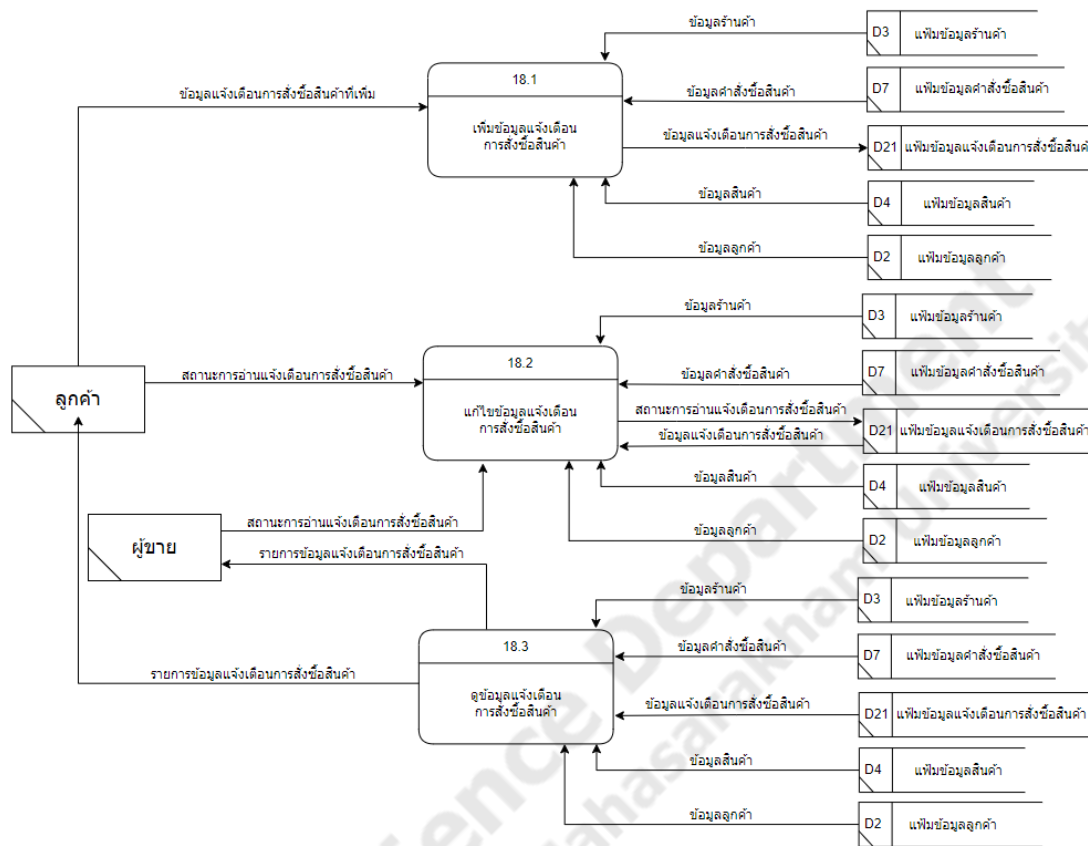 ข้อมูลร้านค้า
D3 แฟ้มข้อมูลร้านค้า
18.1
ข้อมูลแจ้งเตือนการสั่งซื้อสินค้าที่เพิ่ม
ข้อมูลคำสั่งซื้อสินค้า
D7 แฟ้มข้อมูลคำสั่งซื้อสินค้า
เพิ่มข้อมูลแจ้งเตือน
การสั่งซื้อสินค้า
ข้อมูลแจ้งเตือนการสั่งซื้อสินค้า
D21 แฟ้มข้อมูลแจ้งเตือนการสั่งซื้อสินค้า
ข้อมูลสินค้า
D4 แฟ้มข้อมูลสินค้า
ข้อมูลลูกค้า
D2 แฟ้มข้อมูลลูกค้า
ข้อมูลร้านค้า
D3 แฟ้มข้อมูลร้านค้า
18.2
ลูกค้า
สถานะการอ่านแจ้งเตือนการสั่งซื้อสินค้า
ข้อมูลคำสั่งซื้อสินค้า
D7 แฟ้มข้อมูลคำสั่งซื้อสินค้า
แก้ไขข้อมูลแจ้งเตือน
การสั่งซื้อสินค้า
สถานะการอ่านแจ้งเตือนการสั่งซื้อสินค้า
ข้อมูลแจ้งเตือนการสั่งซื้อสินค้า
D21 แฟ้มข้อมูลแจ้งเตือนการสั่งซื้อสินค้า
ข้อมูลสินค้า
D4 แฟ้มข้อมูลสินค้า
ข้อมูลลูกค้า
D2 แฟ้มข้อมูลลูกค้า
ผู้ขาย
สถานะการอ่านแจ้งเตือนการสั่งซื้อสินค้า
รายการข้อมูลแจ้งเตือนการสั่งซื้อสินค้า
ข้อมูลร้านค้า
D3 แฟ้มข้อมูลร้านค้า
18.3
รายการข้อมูลแจ้งเตือนการสั่งซื้อสินค้า
ข้อมูลคำสั่งซื้อสินค้า
D7 แฟ้มข้อมูลคำสั่งซื้อสินค้า
ดูข้อมูลแจ้งเตือน
การสั่งซื้อสินค้า
ข้อมูลแจ้งเตือนการสั่งซื้อสินค้า
D21 แฟ้มข้อมูลแจ้งเตือนการสั่งซื้อสินค้า
ข้อมูลสินค้า
D4 แฟ้มข้อมูลสินค้า
ข้อมูลลูกค้า
D2 แฟ้มข้อมูลลูกค้า
Department